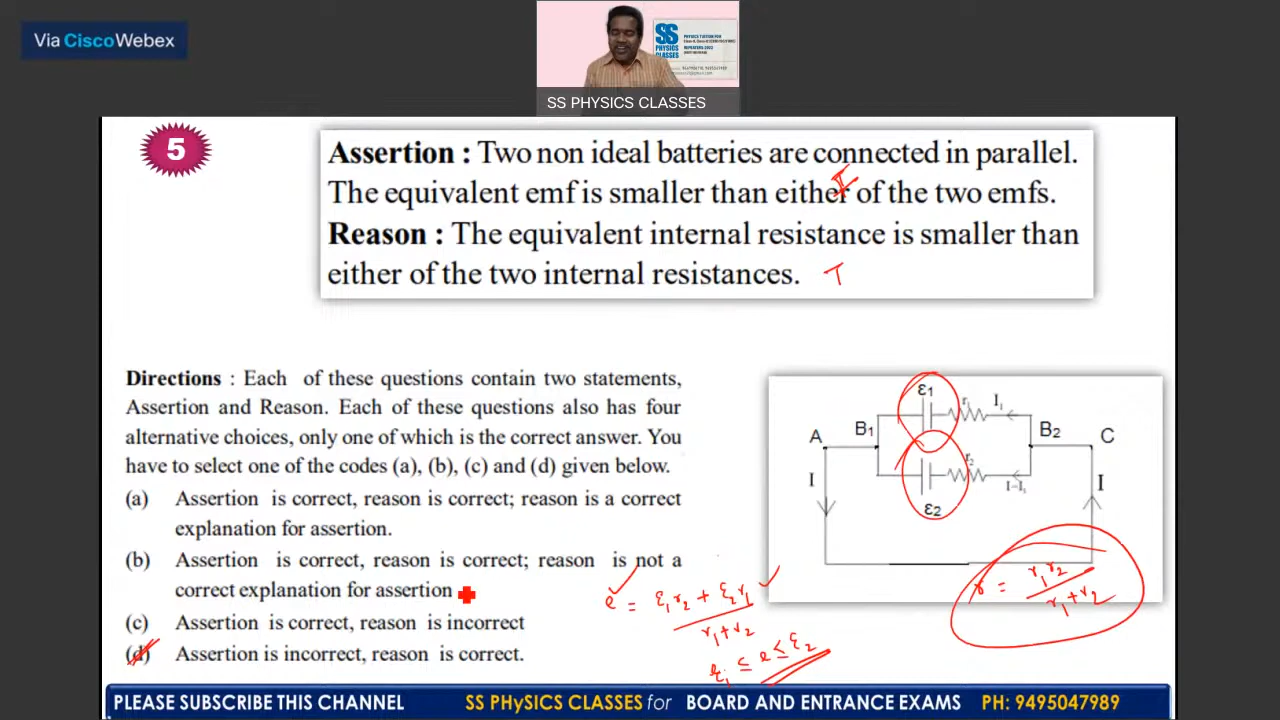 Via CiscoWebex
SS
PHYSICS
CLASSES
SS PHYSICS CLASSES
5
Assertion : Two non ideal batteries are connected in parallel.
The equivalent emf is smaller than either of the two emfs.
I
Reason : The equivalent internal resistance is smaller than
either of the two internal resistances. T
Directions : Each of these questions contain two statements,
Assertion and Reason. Each of these questions also has four
alternative choices, only one of which is the correct answer. You
have to select one of the codes (a), (b), (c) and (d) given below.
(a) Assertion is correct, reason is correct; reason is a correct
explanation for assertion.
(b) Assertion is correct, reason is correct; reason is not a
correct explanation for assertion
(c) Assertion is correct, reason is incorrect
(d) Assertion is incorrect, reason is correct.
ε1
r₁ I₁
A B₁ B₂ C
r₂
I I-I₁ I
ε2
e = ε₁r₂ + ε₂r₁ / r₁+r₂
ε₁ ≤ e ≤ ε₂
r = r₁r₂ / r₁+r₂
PLEASE SUBSCRIBE THIS CHANNEL SS PHySICS CLASSES for BOARD AND ENTRANCE EXAMS PH: 9495047989